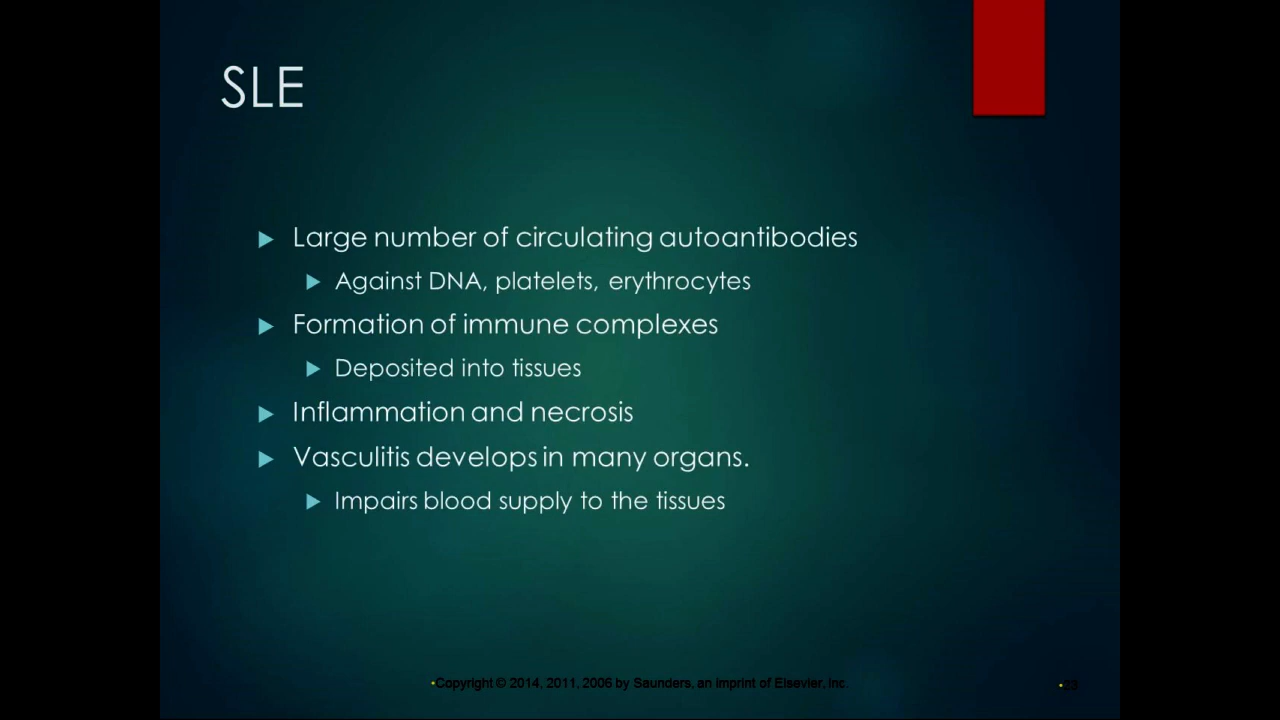 SLE
Large number of circulating autoantibodies
Against DNA, platelets, erythrocytes
Formation of immune complexes
Deposited into tissues
Inflammation and necrosis
Vasculitis develops in many organs.
Impairs blood supply to the tissues
•Copyright © 2014, 2011, 2006 by Saunders, an imprint of Elsevier, Inc.
•23